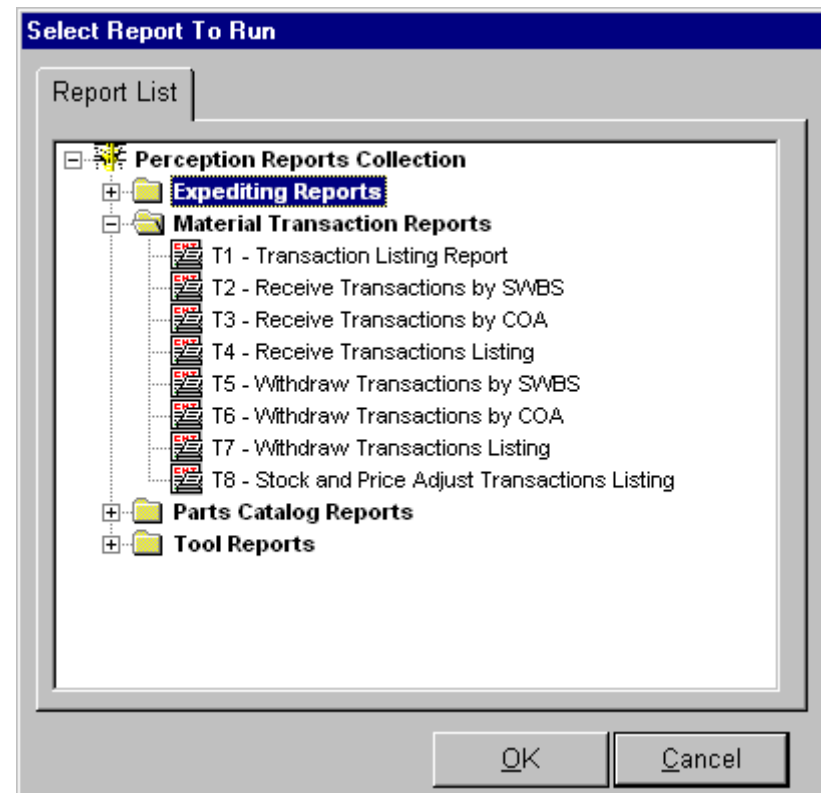 Select Report To Run
Report List
Perception Reports Collection
Expediting Reports
Material Transaction Reports
T1 - Transaction Listing Report
T2 - Receive Transactions by SWBS
T3 - Receive Transactions by COA
T4 - Receive Transactions Listing
T5 - Withdraw Transactions by SWBS
T6 - Withdraw Transactions by COA
T7 - Withdraw Transactions Listing
T8 - Stock and Price Adjust Transactions Listing
Parts Catalog Reports
Tool Reports
OK Cancel